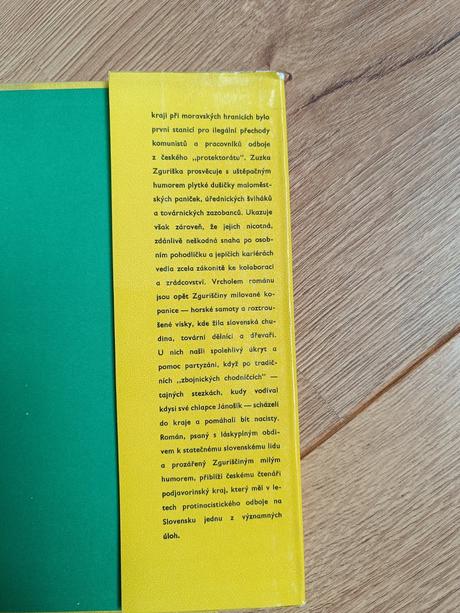 kraji při moravských hranicích bylo
první stanicí pro ilegální přechody
komunistů a pracovníků odboje
z českého „protektorátu". Zuzka
Zguriška prosvěcuje s uštěpačným
humorem plytké dušičky maloměst-
ských paniček, úřednických šviháků
a továrnických zazobanců. Ukazuje
však zároveň, že jejich nicotná,
zdánlivě neškodná snaha po osob-
ním pohodlíčku a jepičích kariérách
vedla zcela zákonitě ke kolaboraci
a zrádcovství. Vrcholem románu
jsou opět Zguriščiny milované ko-
panice — horské samoty a roztrou-
šené vísky, kde žila slovenská chu-
dina, tovární dělníci a dřevaři.
U nich našli spolehlivý úkryt a
pomoc partyzáni, když po tradič-
ních „zbojnických chodníčcích" —
tajných stezkách, kudy vodíval
kdysi své chlapce Jánošík — scházeli
do kraje a pomáhali bít nacisty.
Román, psaný s láskyplným obdi-
vem k statečnému slovenskému lidu
a prozářený Zguriščiným milým
humorem, přiblíží českému čtenáři
podjavorinský kraj, který měl v le-
tech protinacistického odboje na
Slovensku jednu z významných
úloh.